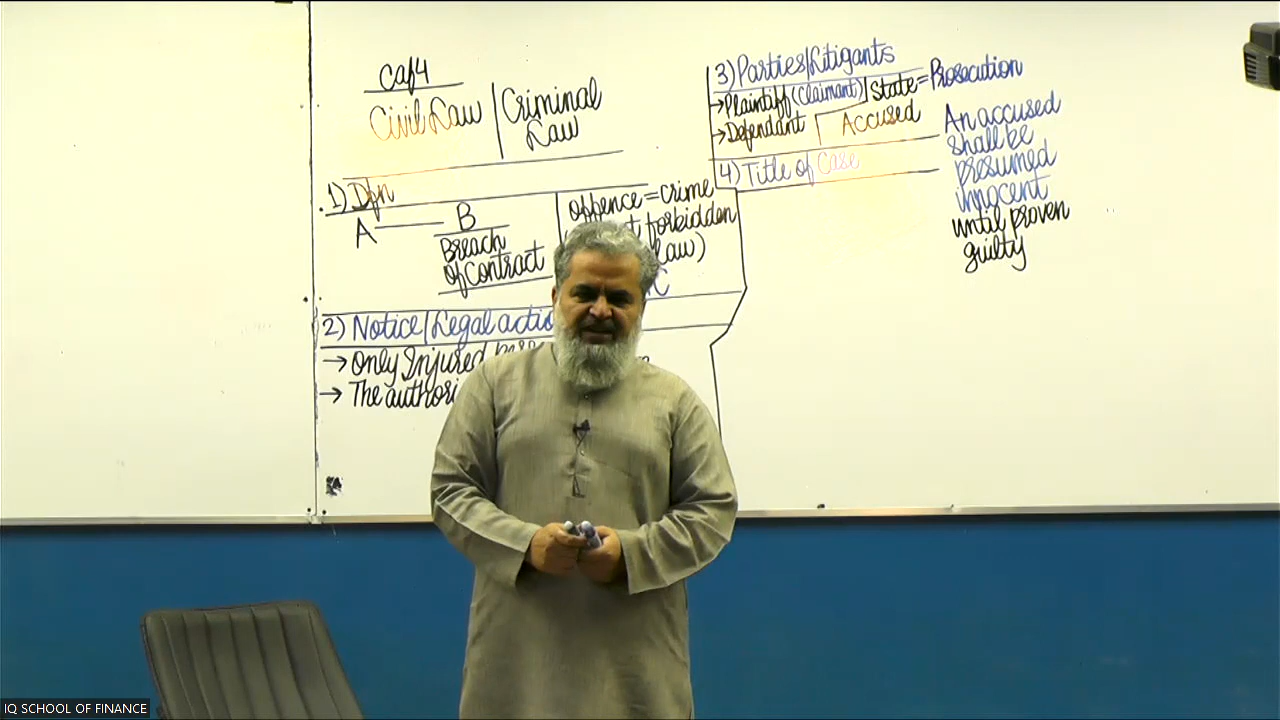 Caf4
Civil Law | Criminal
Law
1) Dfn
A — B
Breach
of Contract
offence = crime
forbidden
law)
2) Notice/Legal
→ Only Injured
→ The
3) Parties/Litigants
→ Plaintiff (Claimant) / State = Prosecution
→ Defendant Accused
4) Title of Case
An accused
shall be
presumed
innocent
until proven
guilty
IQ SCHOOL OF FINANCE